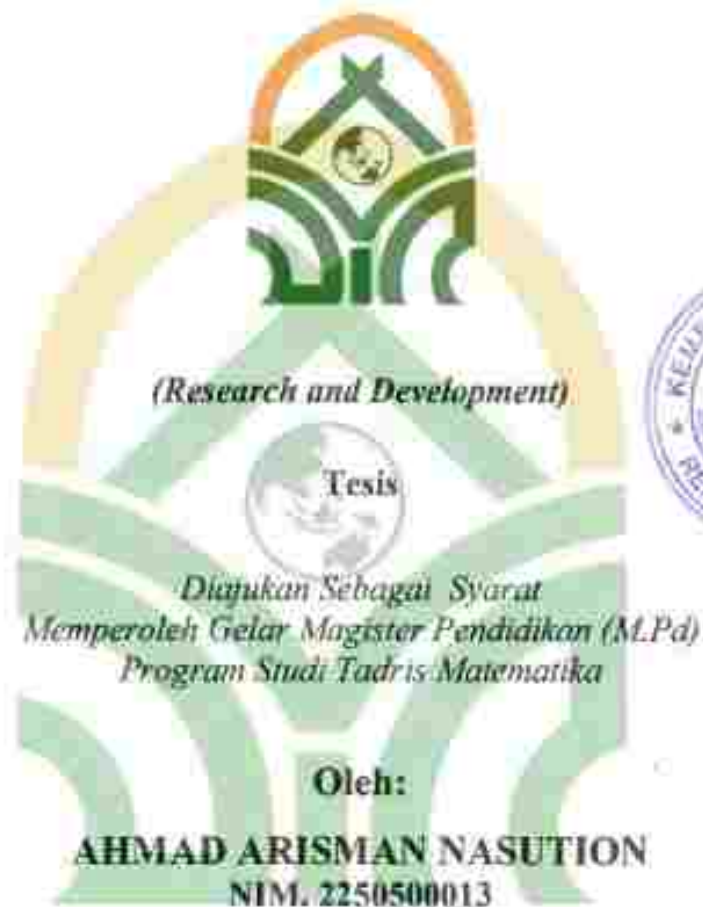 (Research and Development)
Tesis
Diajukan Sebagai Syarat
Memperoleh Gelar Magister Pendidikan (M.Pd)
Program Studi Tadris Matematika
Oleh:
AHMAD ARISMAN NASUTION
NIM. 2250500013